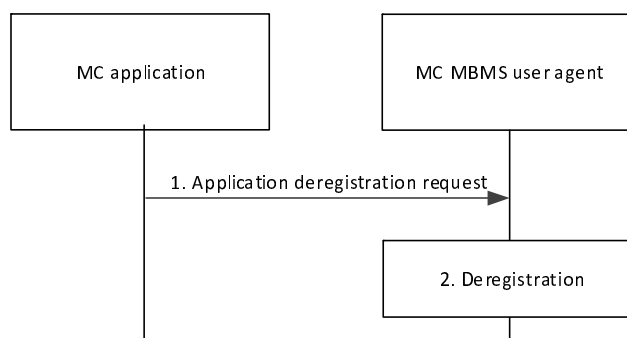 MC application
MC MBMS user agent
1. Application deregistration request
2. Deregistration